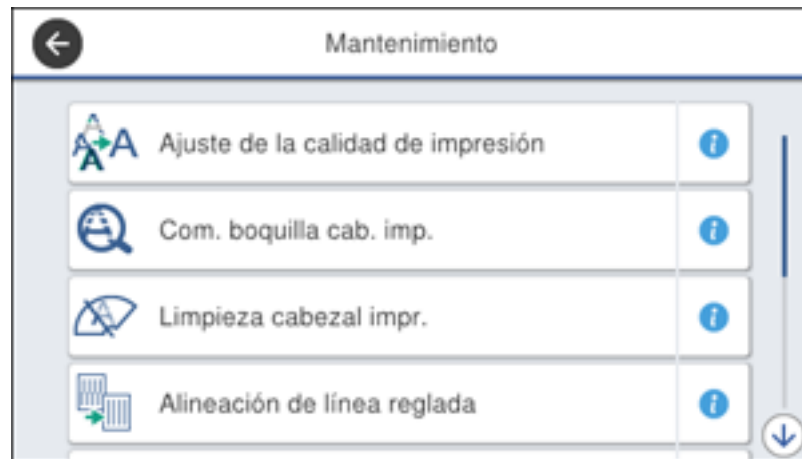 Mantenimiento
Ajuste de la calidad de impresión
Com. boquilla cab. imp.
Limpieza cabezal impr.
Alineación de línea reglada